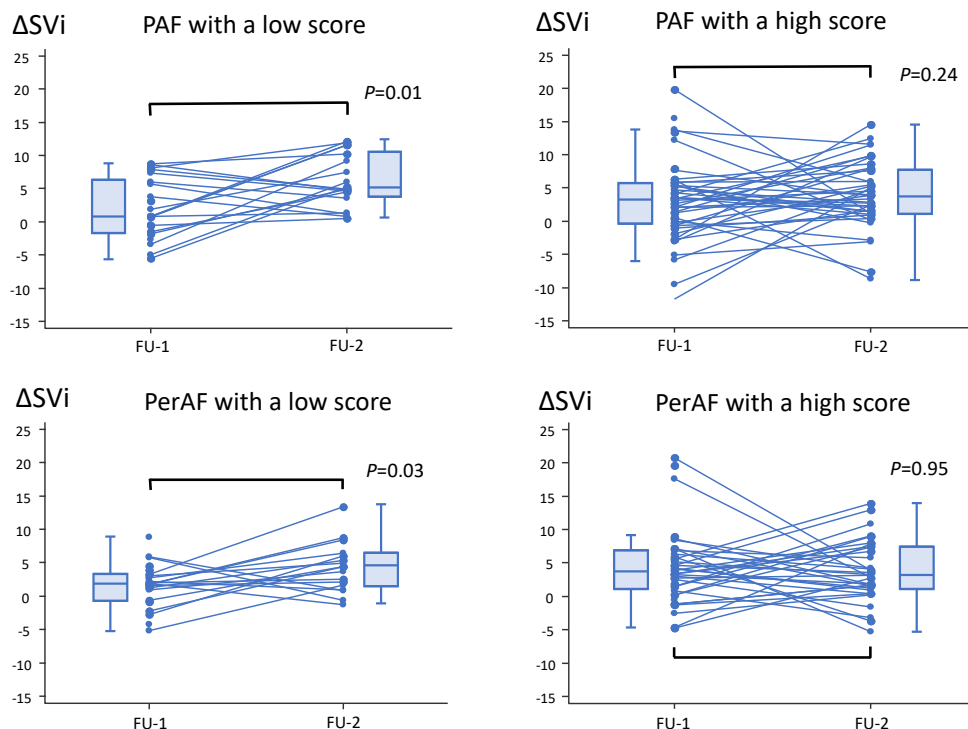 ΔSVi
PAF with a low score
25
20
15
10
5
0
-5
-10
-15
P=0.01
FU-1
FU-2
ΔSVi
PAF with a high score
25
20
15
10
5
0
-5
-10
-15
P=0.24
FU-1
FU-2
ΔSVi
PerAF with a low score
25
20
15
10
5
0
-5
-10
-15
P=0.03
FU-1
FU-2
ΔSVi
PerAF with a high score
25
20
15
10
5
0
-5
-10
-15
P=0.95
FU-1
FU-2